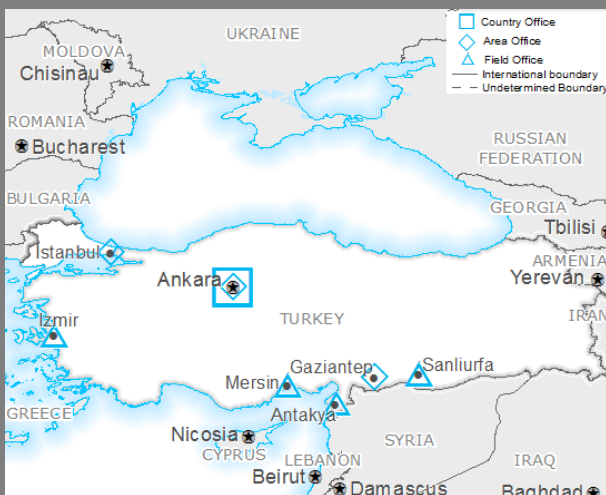 Country Office
Area Office
Field Office
International boundary
Undetermined Boundary
UKRAINE
MOLDOVA
Chisinau
ROMANIA
Bucharest
RUSSIAN
FEDERATION
BULGARIA
GEORGIA
Tbilisi
Istanbul
ARMENIA
Ankara
Yereván
IRAN
Izmir
TURKEY
Gaziantep
Sanliurfa
Mersin
Antakya
GREECE
Nicosia
CYPRUS
SYRIA
LEBANON
IRAQ
Beirut
Damascus
Baghdad